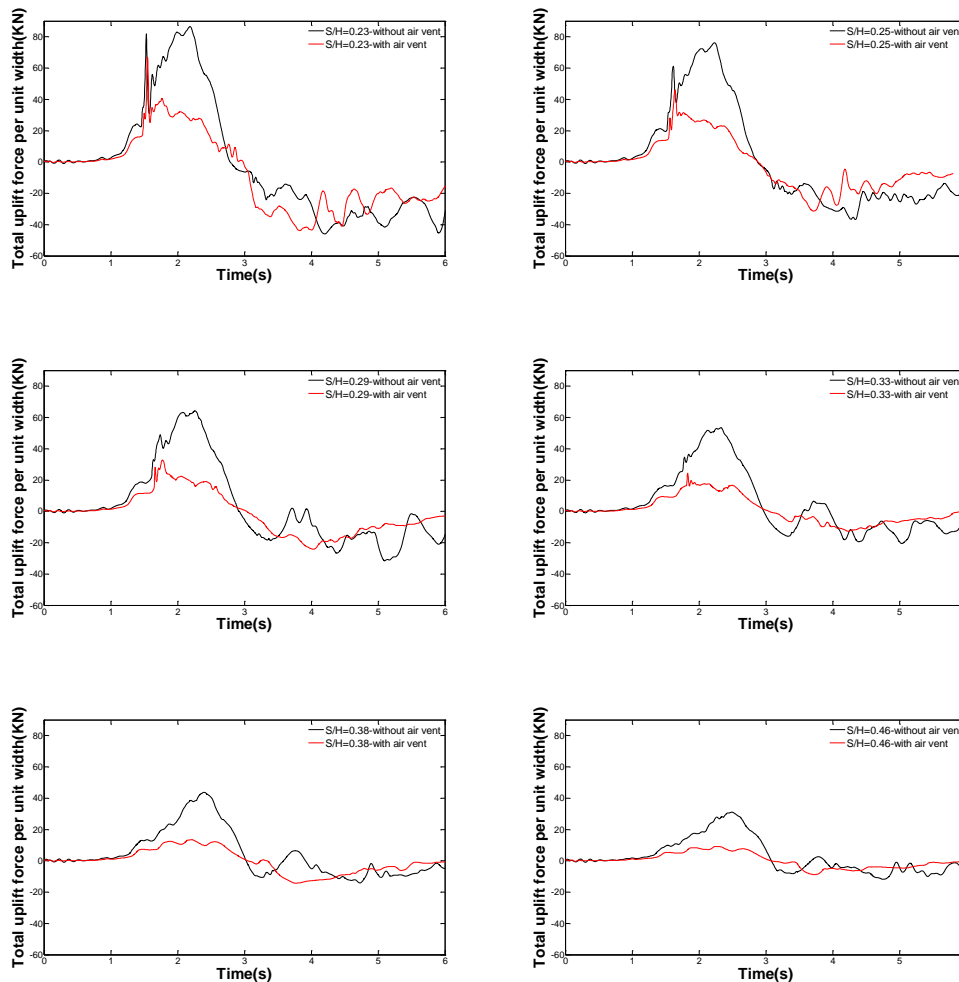 Total uplift force per unit width(KN)
80
60
40
20
0
-20
-40
-60
S/H=0.23-without air vent
S/H=0.23-with air vent
0 1 2 3 4 5 6
Time(s)
Total uplift force per unit width(KN)
80
60
40
20
0
-20
-40
-60
S/H=0.25-without air vent
S/H=0.25-with air vent
0 1 2 3 4 5
Time(s)
Total uplift force per unit width(KN)
80
60
40
20
0
-20
-40
-60
S/H=0.29-without air vent
S/H=0.29-with air vent
0 1 2 3 4 5 6
Time(s)
Total uplift force per unit width(KN)
80
60
40
20
0
-20
-40
-60
S/H=0.33-without air vent
S/H=0.33-with air vent
0 1 2 3 4 5
Time(s)
Total uplift force per unit width(KN)
80
60
40
20
0
-20
-40
-60
S/H=0.38-without air vent
S/H=0.38-with air vent
0 1 2 3 4 5 6
Time(s)
Total uplift force per unit width(KN)
80
60
40
20
0
-20
-40
-60
S/H=0.46-without air vent
S/H=0.46-with air vent
0 1 2 3 4 5
Time(s)